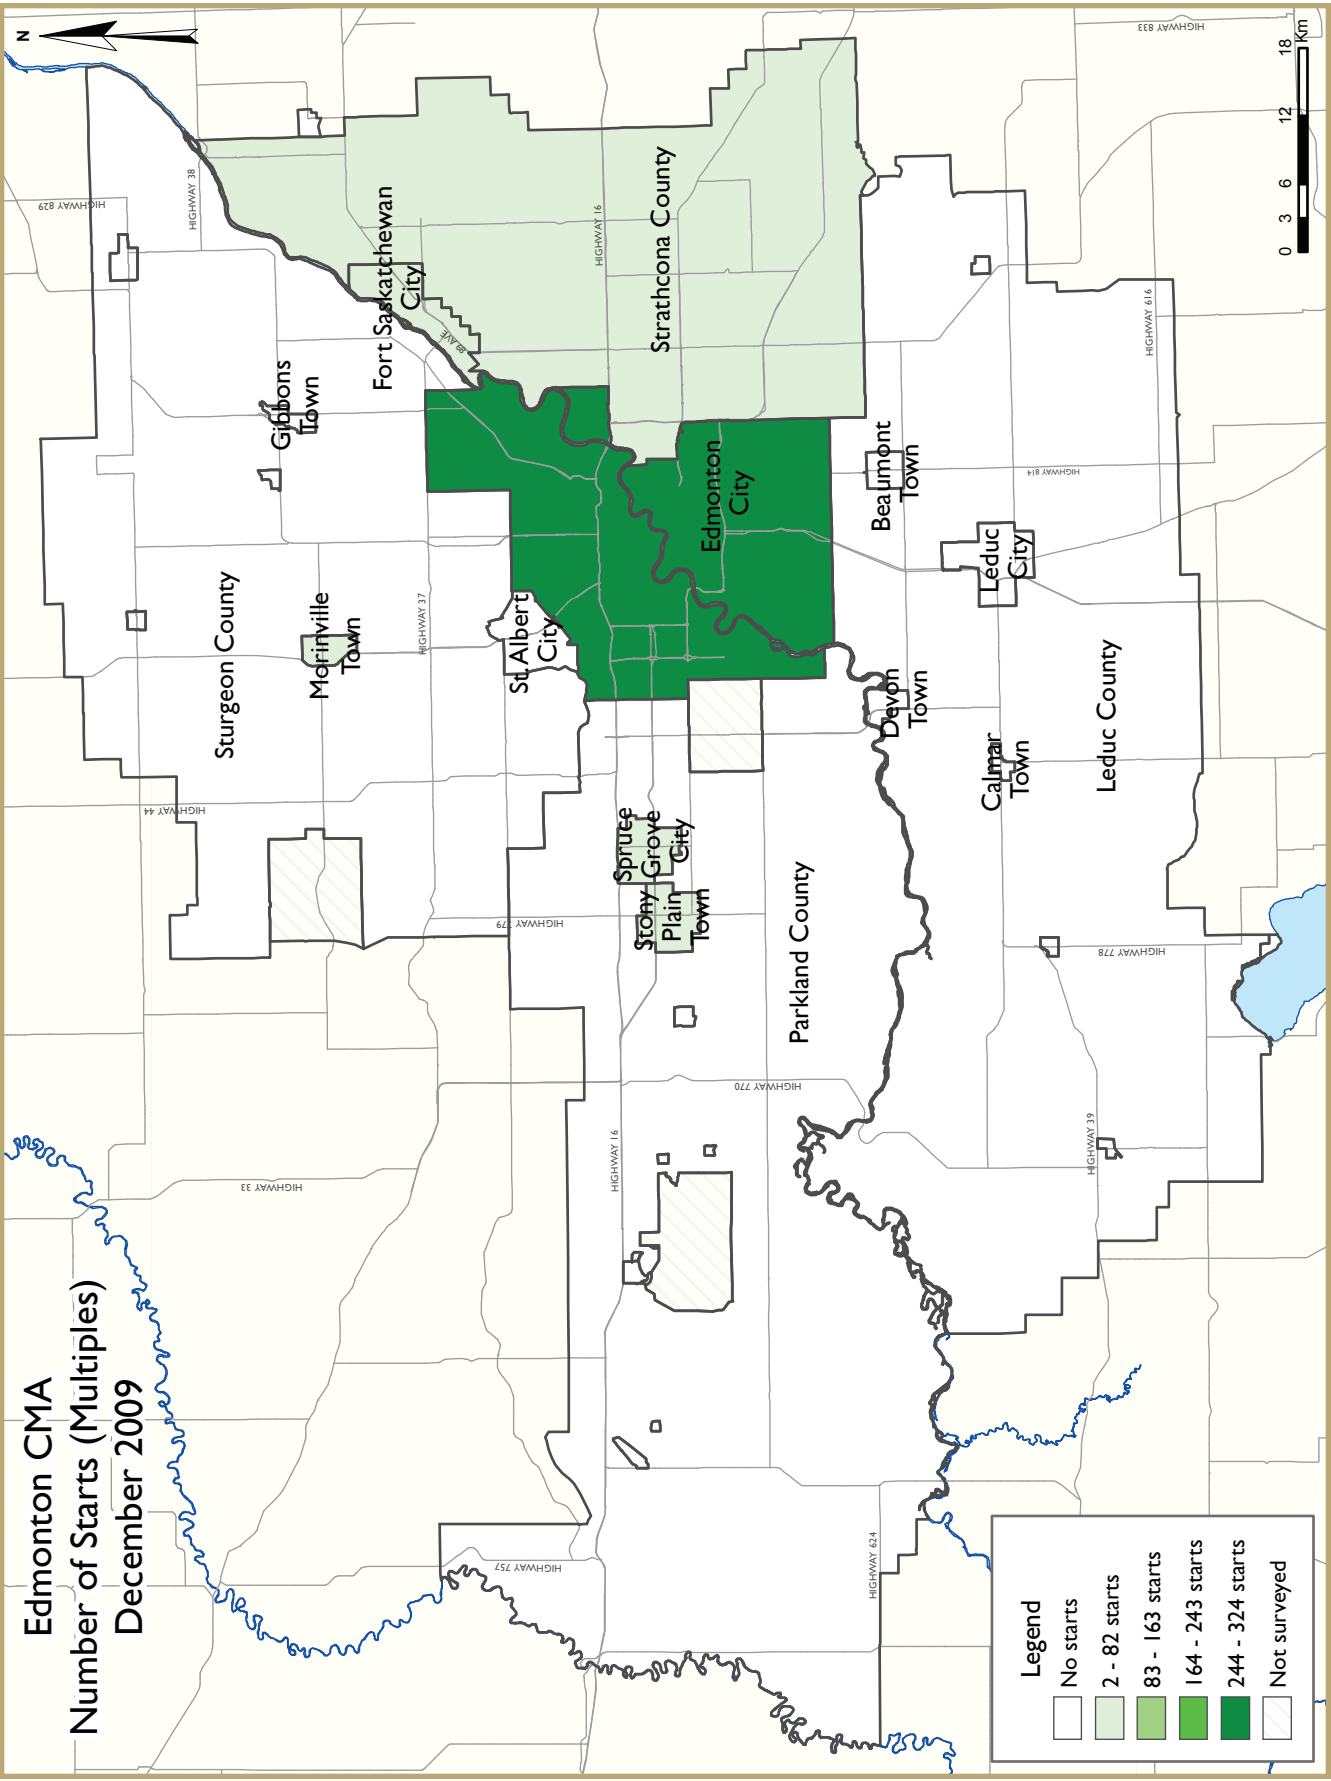 Edmonton CMA
Number of Starts (Multiples)
December 2009
N
HIGHWAY 38
HIGHWAY 829
HIGHWAY 833
HIGHWAY 44
HIGHWAY 33
HIGHWAY 757
HIGHWAY 37
HIGHWAY 779
HIGHWAY 16
HIGHWAY 16
HIGHWAY 770
HIGHWAY 624
HIGHWAY 39
HIGHWAY 778
HIGHWAY 814
HIGHWAY 616
89 AVE
Sturgeon County
Gibbons
Town
Morinville
Town
Fort Saskatchewan
City
St. Albert
City
Strathcona County
Edmonton
City
Spruce
Grove
City
Stony
Plain
Town
Parkland County
Beaumont
Town
Leduc
City
Devon
Town
Calmar
Town
Leduc County
Legend
No starts
2 - 82 starts
83 - 163 starts
164 - 243 starts
244 - 324 starts
Not surveyed
0 3 6 12 18
Km